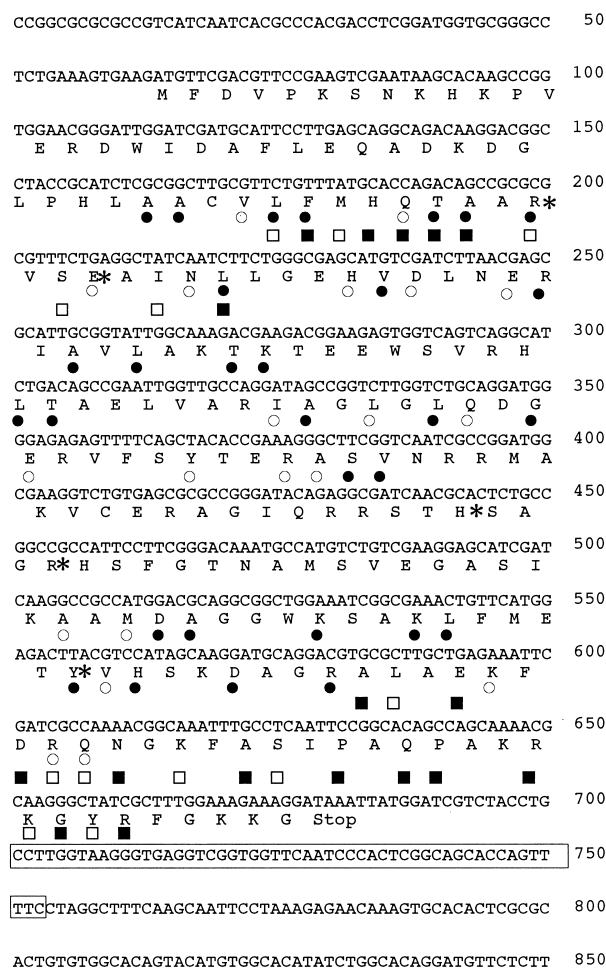 CCGGCGCGCGCCGTCATCAATCACGCCCACGACCTCGGATGGTGCGGGCC 50
TCTGAAAGTGAAGATGTTCGACGTTCCGAAGTCGAATAAGCACAAGCCGG 100
M F D V P K S N K H K P V
TGGAACGGGATTGGATCGATGCATTCCTTGAGCAGGCAGACAAGGACGGC 150
E R D W I D A F L E Q A D K D G
CTACCGCATCTCGCGGCTTGCGTTCTGTTTATGCACCAGACAGCCGCGCG 200
L P H L A A C V L F M H Q T A A R *
CGTTTCTGAGGCTATCAATCTTCTGGGCGAGCATGTCGATCTTAACGAGC 250
V S E * A I N L L G E H V D L N E R
GCATTGCGGTATTGGCAAAGACGAAGACGGAAGAGTGGTCAGTCAGGCAT 300
I A V L A K T K T E E W S V R H
CTGACAGCCGAATTGGTTGCCAGGATAGCCGGTCTTGGTCTGCAGGATGG 350
L T A E L V A R I A G L G L Q D G
GGAGAGAGTTTTCAGCTACACCGAAAGGGCTTCGGTCAATCGCCGGATGG 400
E R V F S Y T E R A S V N R R M A
CGAAGGTCTGTGAGCGCGCCGGGATACAGAGGCGATCAACGCACTCTGCC 450
K V C E R A G I Q R R S T H * S A
GGCCGCCATTCCTTCGGGACAAATGCCATGTCTGTCGAAGGAGCATCGAT 500
G R * H S F G T N A M S V E G A S I
CAAGGCCGCCATGGACGCAGGCGGCTGGAAATCGGCGAAACTGTTCATGG 550
K A A M D A G G W K S A K L F M E
AGACTTACGTCCATAGCAAGGATGCAGGACGTGCGCTTGCTGAGAAATTC 600
T Y * V H S K D A G R A L A E K F
GATCGCCAAAACGGCAAATTTGCCTCAATTCCGGCACAGCCAGCAAAACG 650
D R Q N G K F A S I P A Q P A K R
CAAGGGCTATCGCTTTGGAAAGAAAGGATAAATTATGGATCGTCTACCTG 700
K G Y R F G K K G Stop
CCTTGGTAAGGGTGAGGTCGGTGGTTCAATCCCACTCGGCAGCACCAGTT 750
TTCCTAGGCTTTCAAGCAATTCCTAAAGAGAACAAAGTGCACACTCGCGC 800
ACTGTGTGGCACAGTACATGTGGCACATATCTGGCACAGGATGTTCTCTT 850